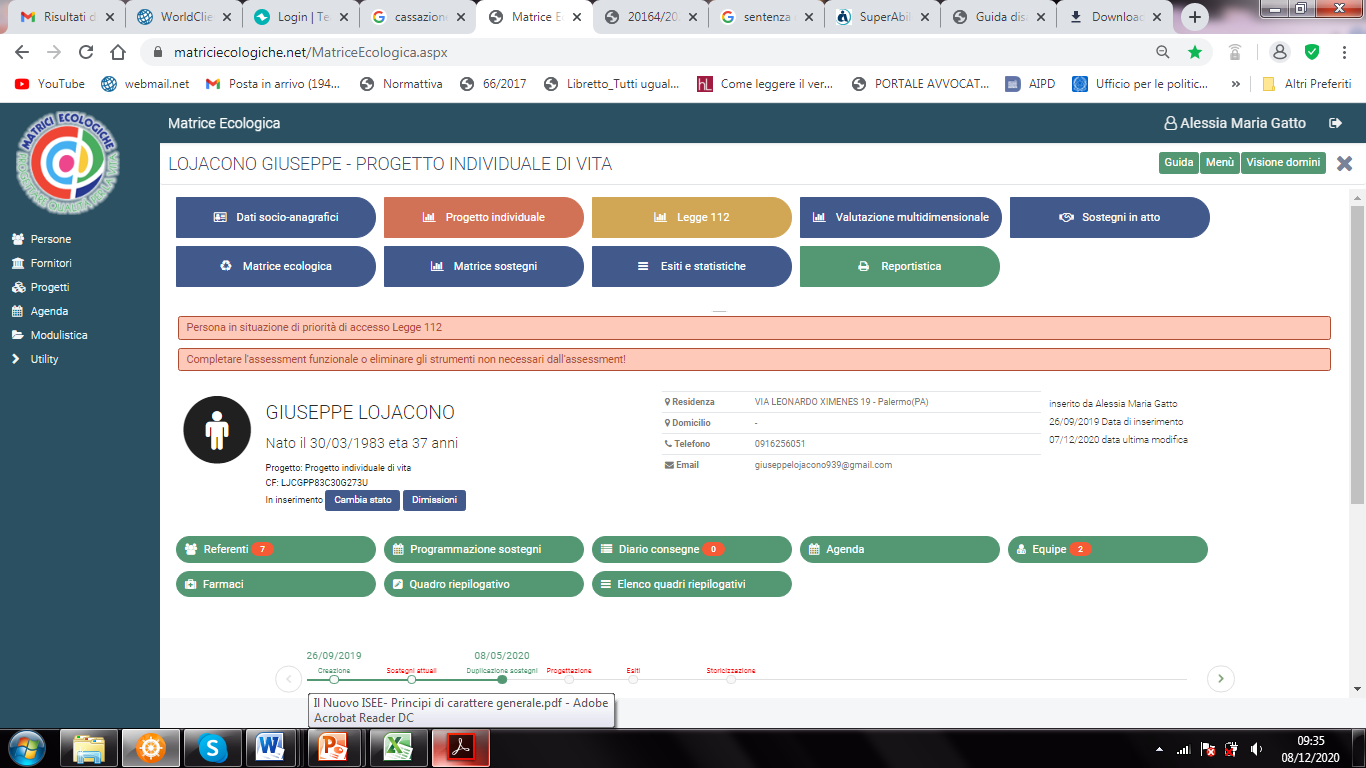 Risultati d
WorldClie
Login | Te
cassazion
Matrice E
20164/20
sentenza
SuperAbil
Guida disa
Downloac
matriciecologiche.net/MatriceEcologica.aspx
YouTube
webmail.net
Posta in arrivo (194...
Normattiva
66/2017
Libretto_Tutti ugual...
Come leggere il ver...
PORTALE AVVOCAT...
AIPD
Ufficio per le politic...
»
Altri Preferiti
MATRICI ECOLOGICHE
Matrice Ecologica
Alessia Maria Gatto
LOJACONO GIUSEPPE - PROGETTO INDIVIDUALE DI VITA
Guida
Menù
Visione domini
Persone
Fornitori
Progetti
Agenda
Modulistica
Utility
Dati socio-anagrafici
Progetto individuale
Legge 112
Valutazione multidimensionale
Sostegni in atto
Matrice ecologica
Matrice sostegni
Esiti e statistiche
Reportistica
Persona in situazione di priorità di accesso Legge 112
Completare l'assessment funzionale o eliminare gli strumenti non necessari dall'assessment!
GIUSEPPE LOJACONO
Nato il 30/03/1983 eta 37 anni
Progetto: Progetto individuale di vita
CF: LJCGPP83C30G273U
In inserimento Cambia stato Dimissioni
Residenza VIA LEONARDO XIMENES 19 - Palermo(PA)
Domicilio -
Telefono 0916256051
Email giuseppelojacono939@gmail.com
inserito da Alessia Maria Gatto
26/09/2019 Data di inserimento
07/12/2020 data ultima modifica
Referenti 7
Programmazione sostegni
Diario consegne 0
Agenda
Equipe 2
Farmaci
Quadro riepilogativo
Elenco quadri riepilogativi
26/09/2019
08/05/2020
Creazione
Sostegni attuali
Duplicazione sostegni
Progettazione
Esiti
Storicizzazione
Il Nuovo ISEE- Principi di carattere generale.pdf - Adobe
Acrobat Reader DC
09:35
08/12/2020